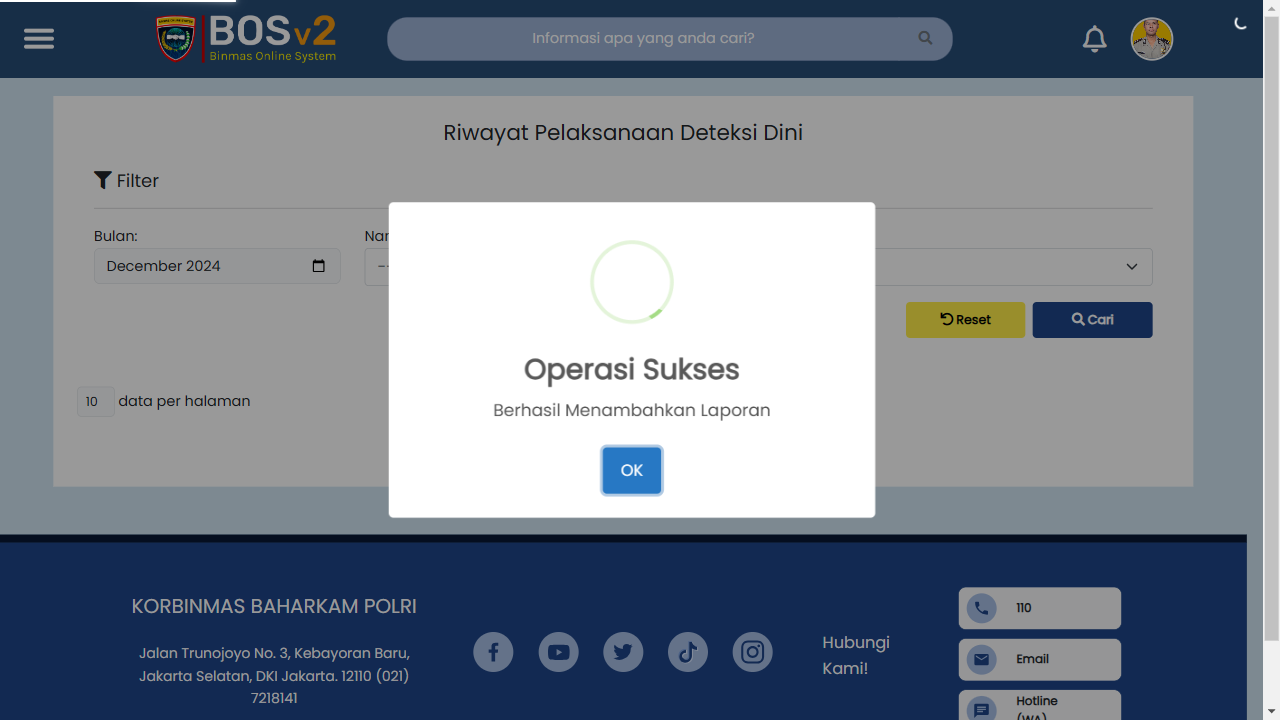 BOSv2
Binmas Online System
Informasi apa yang anda cari?
Riwayat Pelaksanaan Deteksi Dini
Filter
Bulan:
December 2024
Reset
Cari
10 data per halaman
Operasi Sukses
Berhasil Menambahkan Laporan
OK
KORBINMAS BAHARKAM POLRI
Jalan Trunojoyo No. 3, Kebayoran Baru,
Jakarta Selatan, DKI Jakarta. 12110 (021)
7218141
Hubungi
Kami!
110
Email
Hotline
(WA)